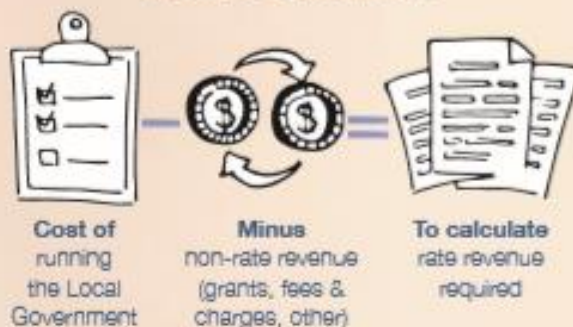 Cost of
running
the Local
Government
Minus
non-rate revenue
(grants, fees &
charges, other)
To calculate
rate revenue
required